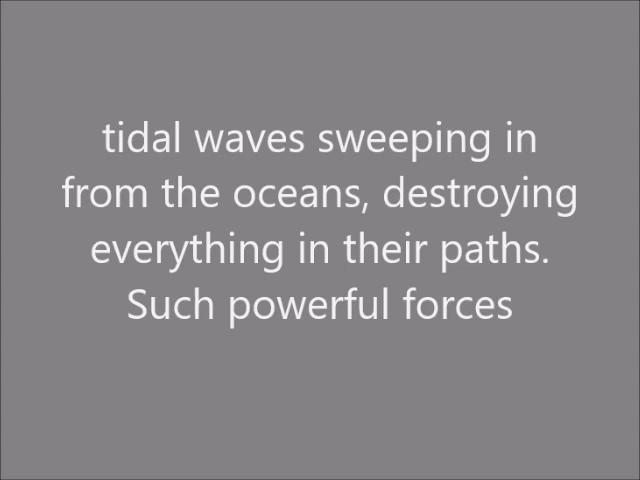 tidal waves sweeping in
from the oceans, destroying
everything in their paths.
Such powerful forces